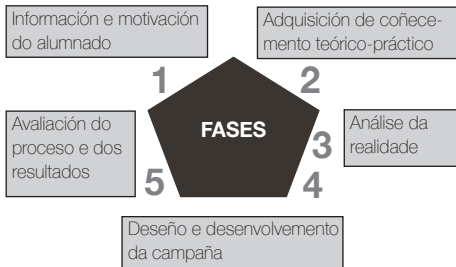 Información e motivación
do alumnado
1
Adquisición de coñece-
mento teórico-práctico
2
FASES
Análise da
realidade
3
Deseño e desenvolvemento
da campaña
4
Avaliación do
proceso e dos
resultados
5